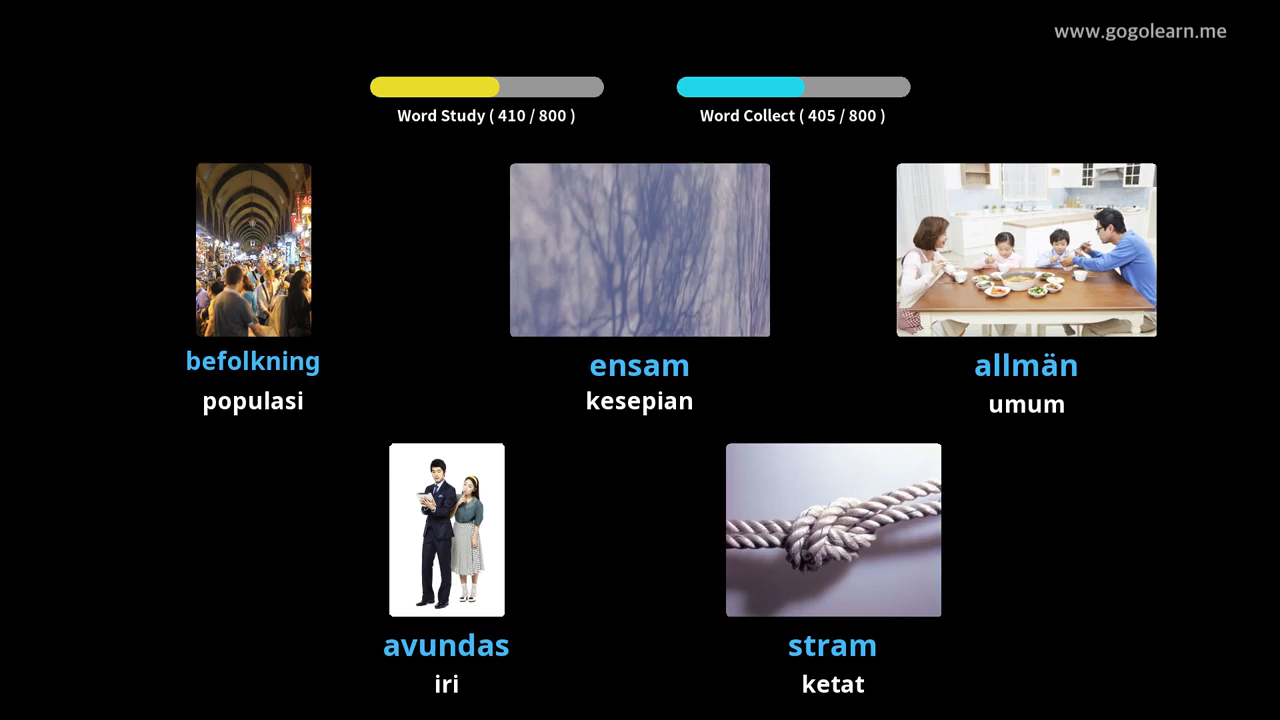 www.gogolearn.me
Word Study ( 410 / 800 )
Word Collect ( 405 / 800 )
befolkning
populasi
ensam
kesepian
allmän
umum
avundas
iri
stram
ketat